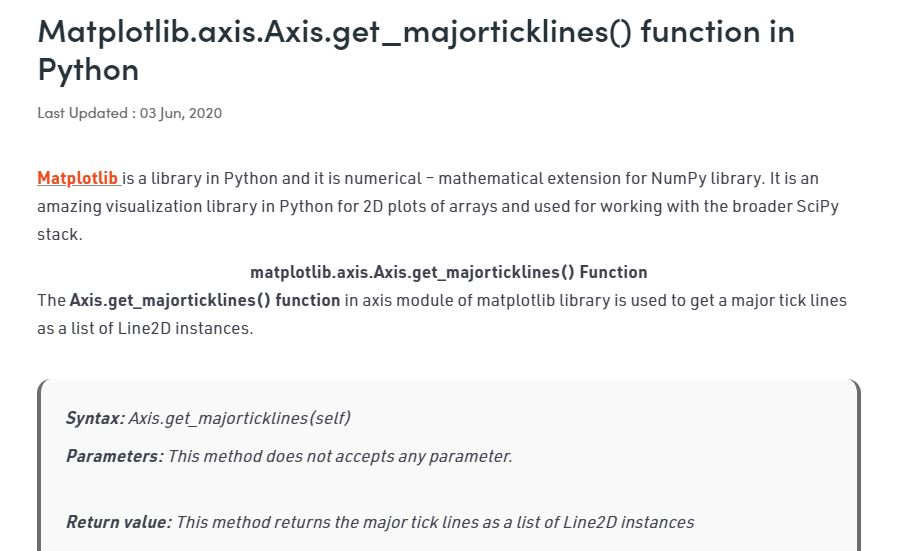 Matplotlib.axis.Axis.get_majorticklines() function in
Python
Last Updated : 03 Jun, 2020
Matplotlib is a library in Python and it is numerical – mathematical extension for NumPy library. It is an
amazing visualization library in Python for 2D plots of arrays and used for working with the broader SciPy
stack.
matplotlib.axis.Axis.get_majorticklines() Function
The Axis.get_majorticklines() function in axis module of matplotlib library is used to get a major tick lines
as a list of Line2D instances.
Syntax: Axis.get_majorticklines(self)
Parameters: This method does not accepts any parameter.
Return value: This method returns the major tick lines as a list of Line2D instances